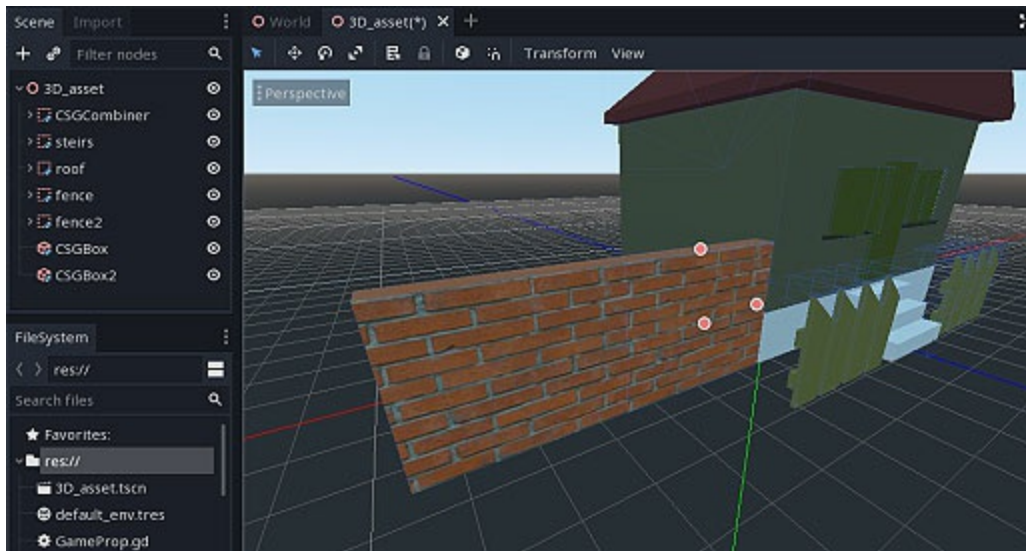 Scene Import
World 3D_asset(*)
Filter nodes
Transform View
3D_asset
Perspective
CSGCombiner
steirs
roof
fence
fence2
CSGBox
CSGBox2
FileSystem
res://
Search files
Favorites:
res://
3D_asset.tscn
default_env.tres
GameProp.gd